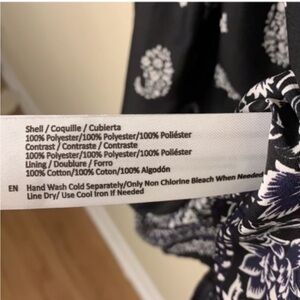 Shell / Coquille / Cubierta
100% Polyester/100% Polyester/100% Poliéster
Contrast / Contraste / Contraste
100% Polyester/100% Polyester/100% Poliéster
Lining / Doublure / Forro
100% Cotton/100% Coton/100% Algodón
EN Hand Wash Cold Separately/Only Non Chlorine Bleach When Needed
Line Dry/ Use Cool Iron If Needed